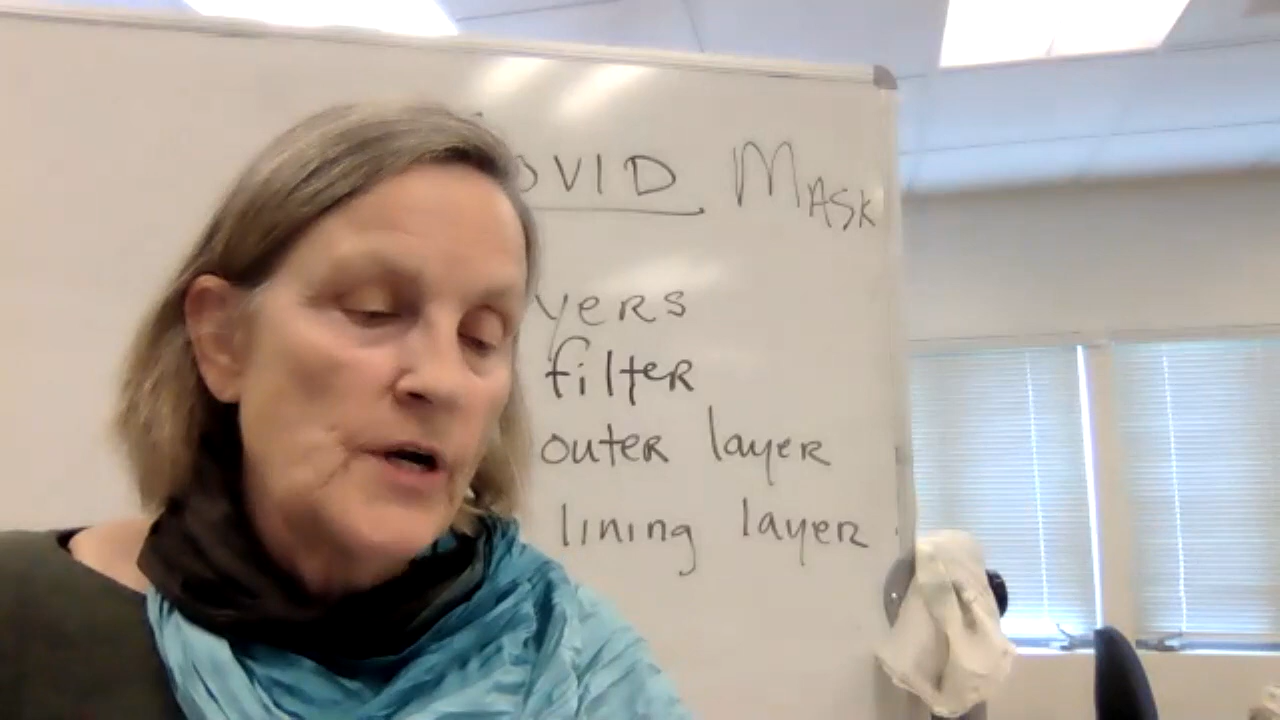 OVID MASK
yERS
filtER
outER layER
lining layER